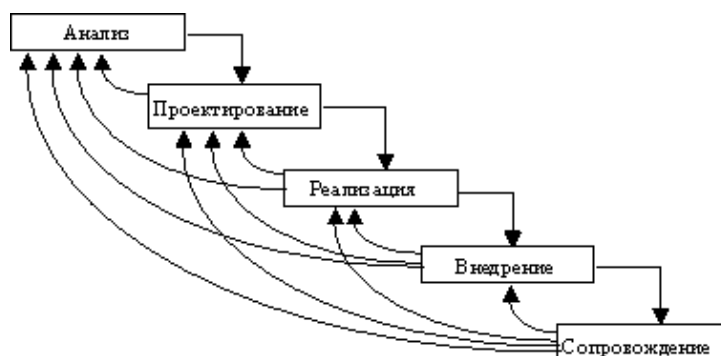 Анализ
Проектирование
Реализация
Внедрение
Сопровождение